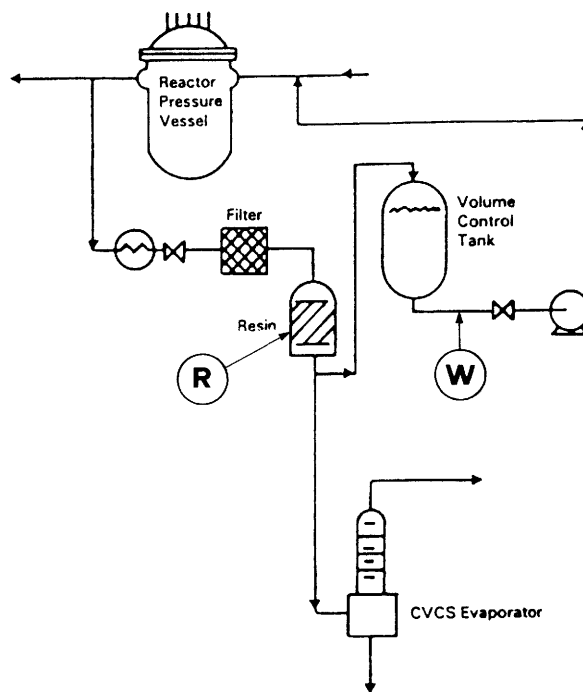 Reactor
Pressure
Vessel
Filter
Volume
Control
Tank
Resin
R
W
CVCS Evaporator